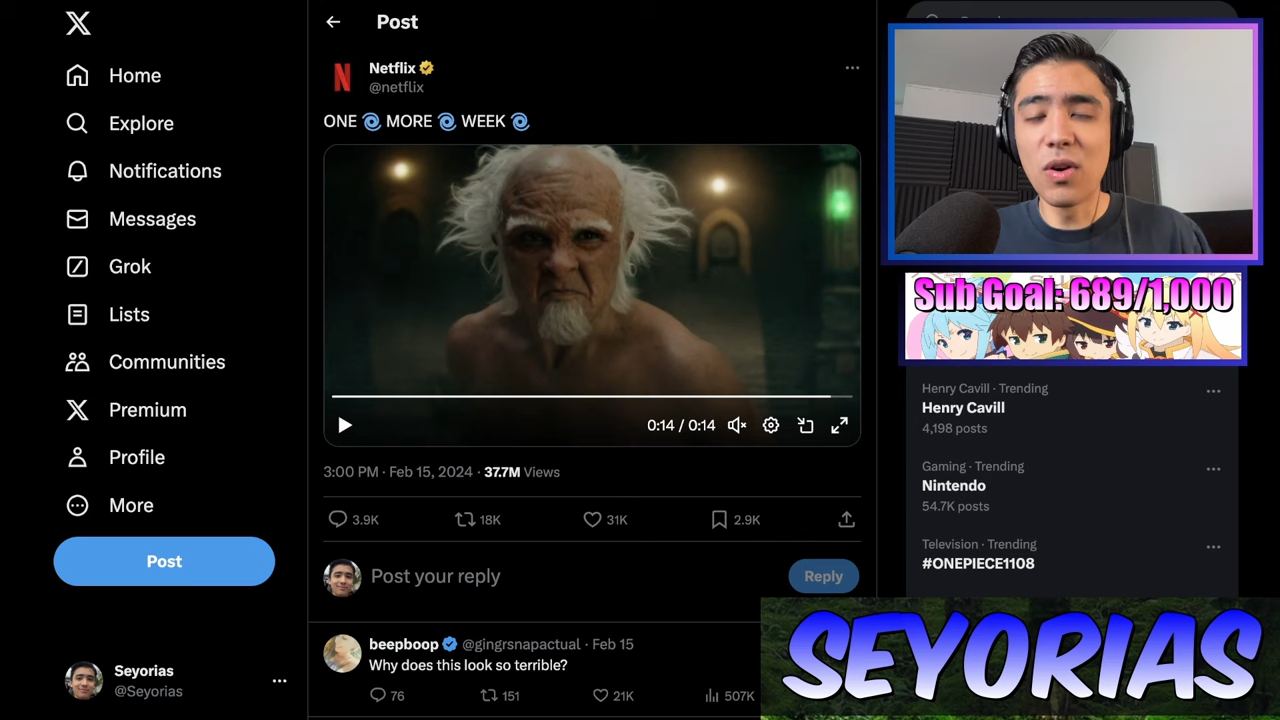 Post
Netflix
@netflix
ONE 🌀 MORE 🌀 WEEK 🌀
0:14 / 0:14
3:00 PM · Feb 15, 2024 · 37.7M Views
3.9K
18K
31K
2.9K
Post your reply
Reply
beepboop @gingrsnapactual · Feb 15
Why does this look so terrible?
76
151
21K
507K
Home
Explore
Notifications
Messages
Grok
Lists
Communities
Premium
Profile
More
Post
Seyorias
@Seyorias
Sub Goal: 689/1,000
Henry Cavill · Trending
Henry Cavill
4,198 posts
Gaming · Trending
Nintendo
54.7K posts
Television · Trending
#ONEPIECE1108
SEYORIAS